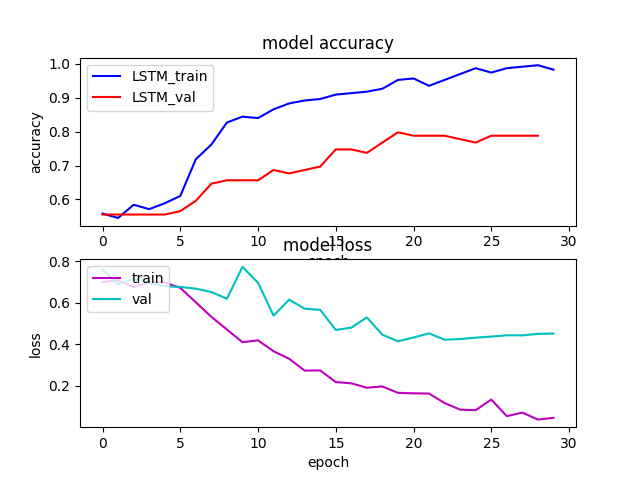 model accuracy
1.0
0.9
0.8
0.7
0.6
accuracy
LSTM_train
LSTM_val
0
5
10
15
20
25
30
epoch
model loss
0.8
0.6
0.4
0.2
loss
train
val
0
5
10
15
20
25
30
epoch